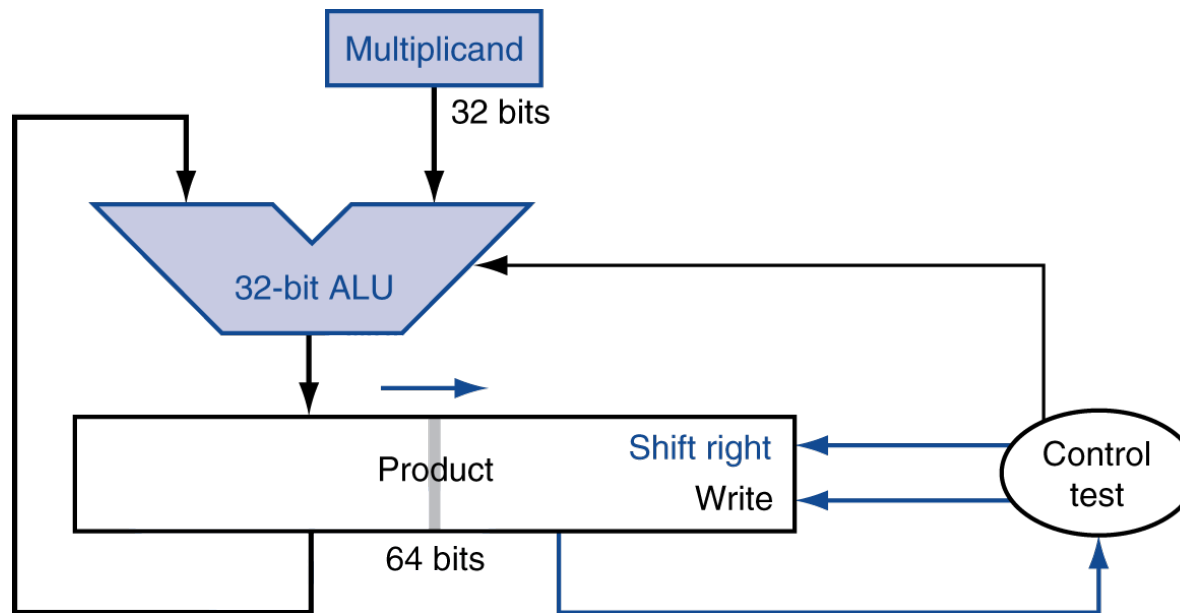 Multiplicand
32 bits
32-bit ALU
Shift right
Product
Write
Control
test
64 bits